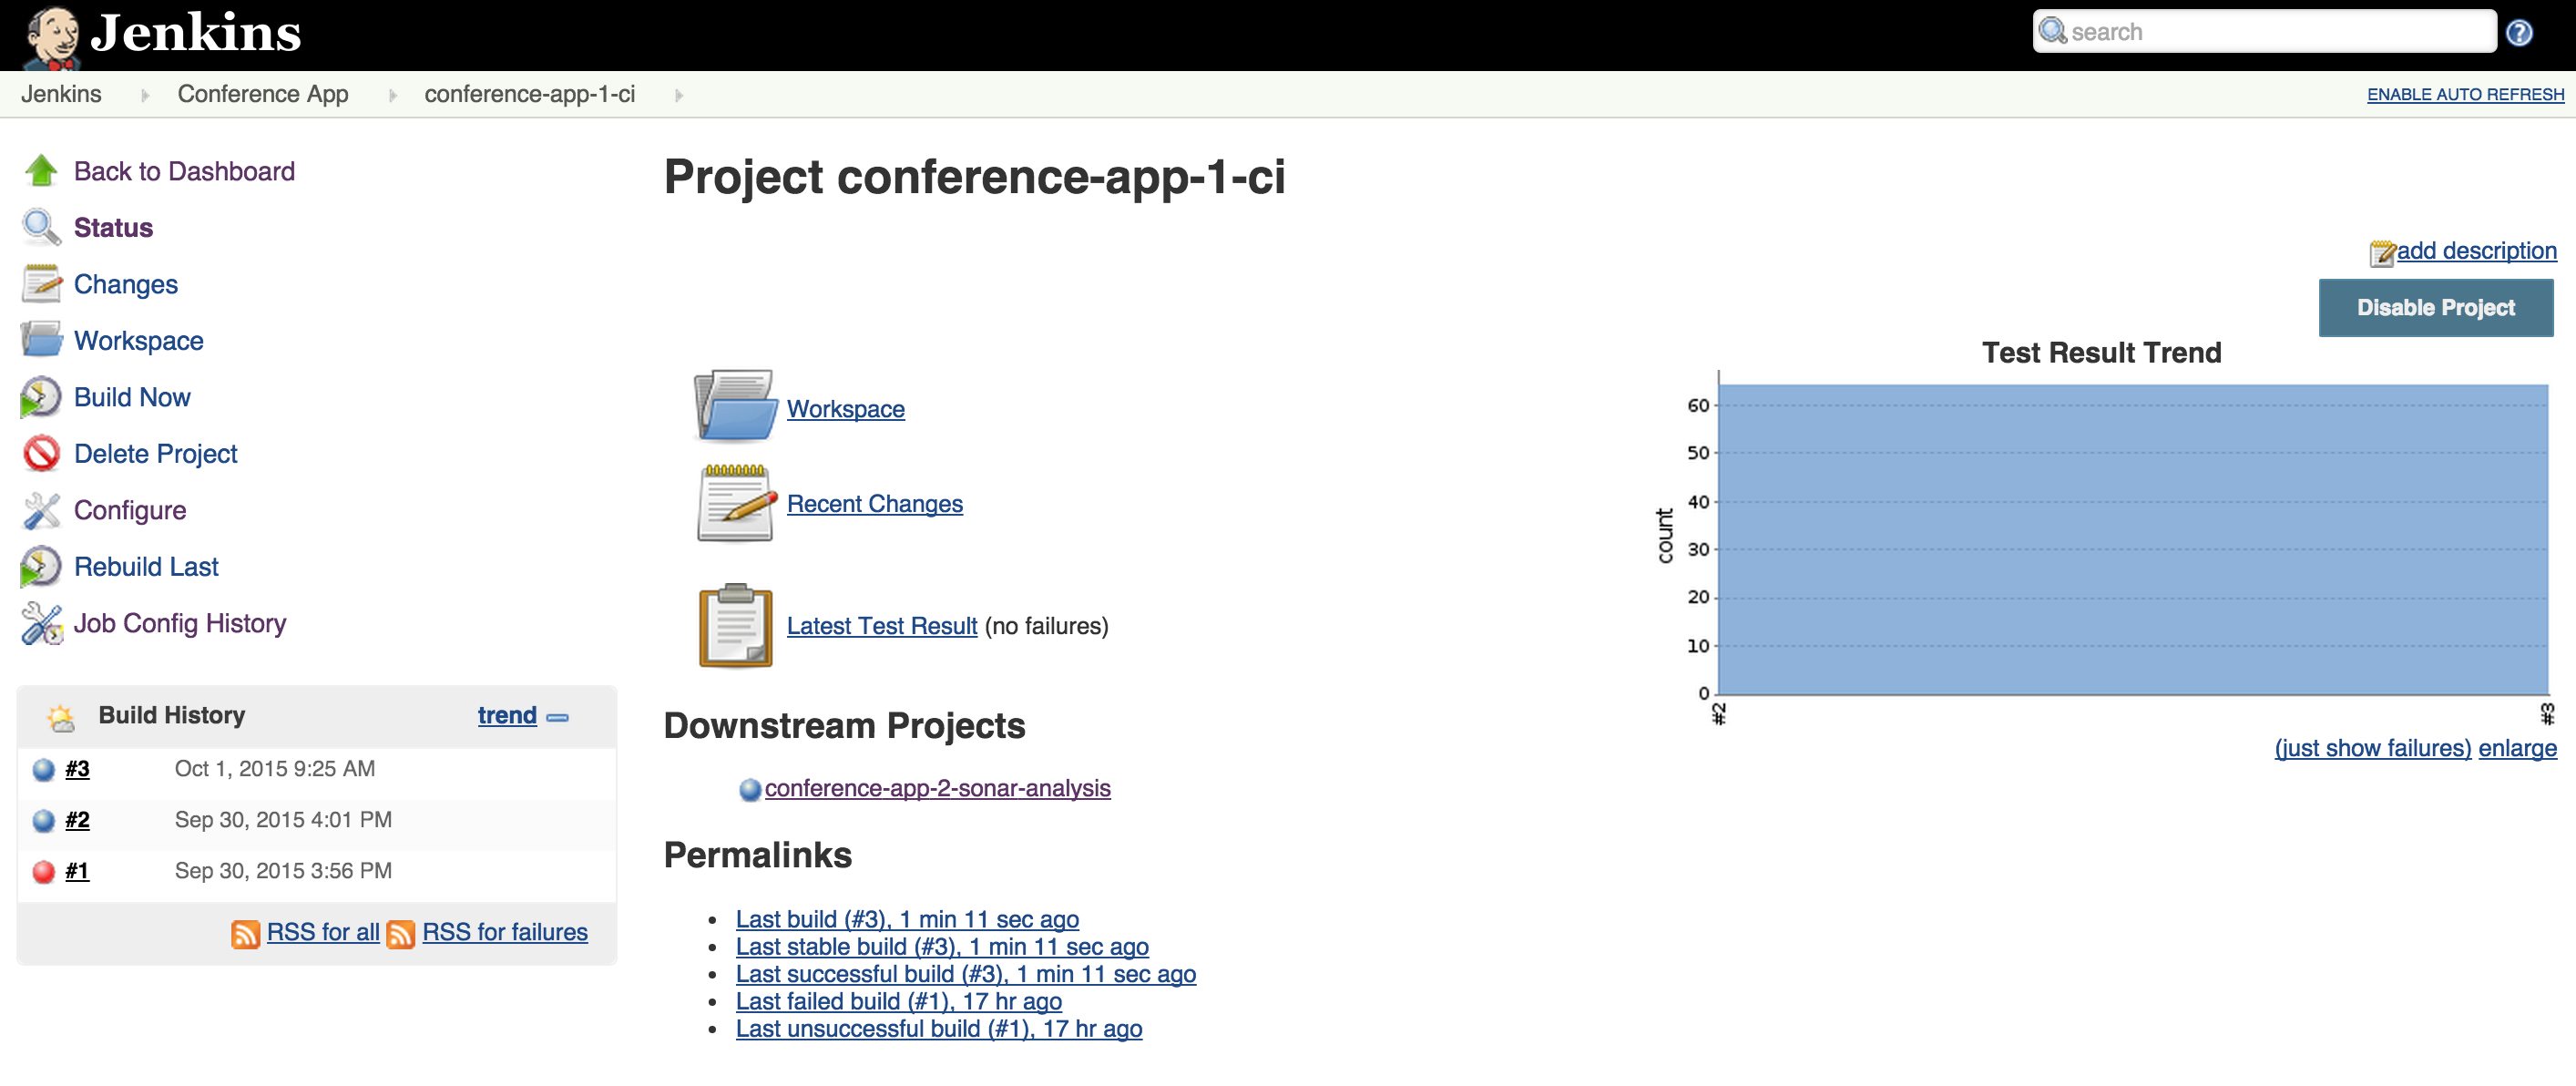 Jenkins
search
Jenkins Conference App conference-app-1-ci
ENABLE AUTO REFRESH
Back to Dashboard
Status
Changes
Workspace
Build Now
Delete Project
Configure
Rebuild Last
Job Config History
Build History trend
#3 Oct 1, 2015 9:25 AM
#2 Sep 30, 2015 4:01 PM
#1 Sep 30, 2015 3:56 PM
RSS for all RSS for failures
Project conference-app-1-ci
add description
Disable Project
Workspace
Recent Changes
Latest Test Result (no failures)
Test Result Trend
count
60
50
40
30
20
10
0
#2 #3
(just show failures) enlarge
Downstream Projects
conference-app-2-sonar-analysis
Permalinks
• Last build (#3), 1 min 11 sec ago
• Last stable build (#3), 1 min 11 sec ago
• Last successful build (#3), 1 min 11 sec ago
• Last failed build (#1), 17 hr ago
• Last unsuccessful build (#1), 17 hr ago